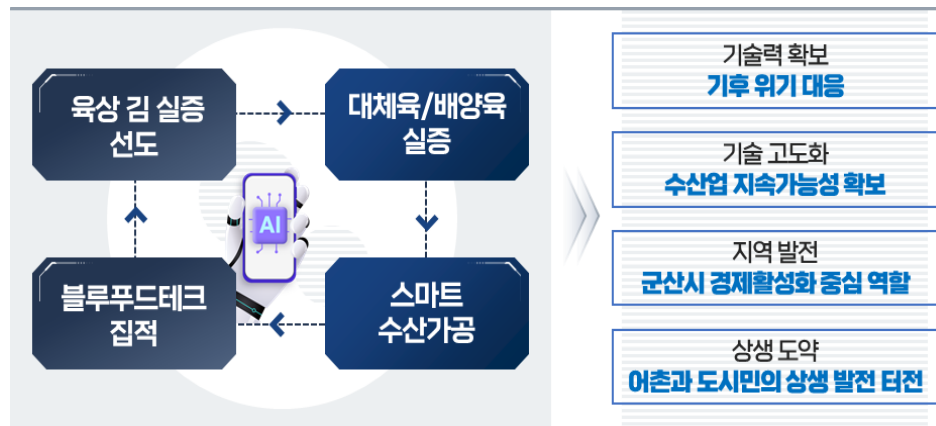 육상 김 실증
선도
대체육/배양육
실증
AI
블루푸드테크
집적
스마트
수산가공
기술력 확보
기후 위기 대응
기술 고도화
수산업 지속가능성 확보
지역 발전
군산시 경제활성화 중심 역할
상생 도약
어촌과 도시민의 상생 발전 터전